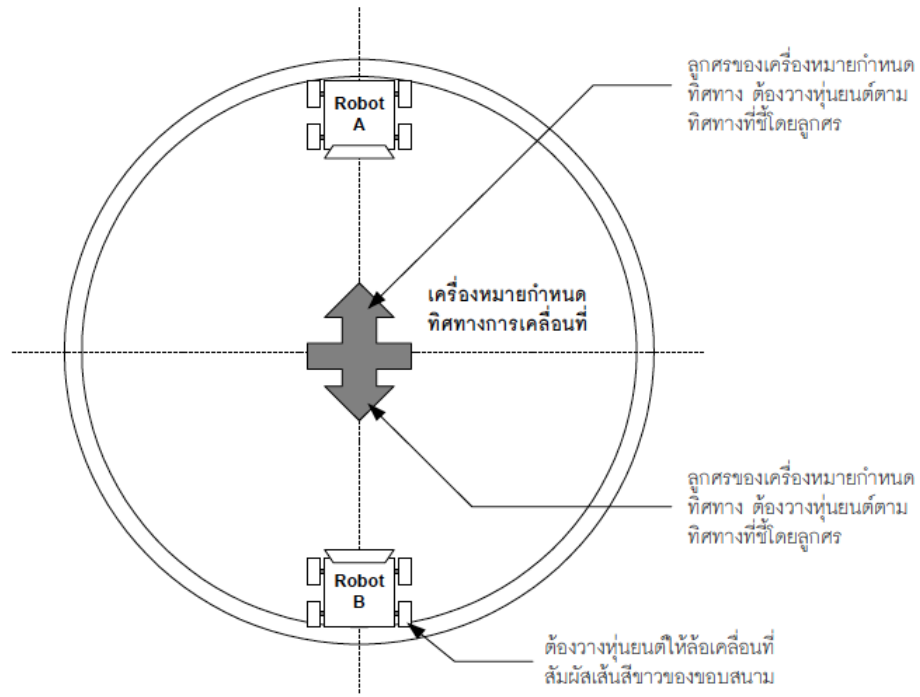 ลูกศรของเครื่องหมายกำหนด
ทิศทาง ต้องวางหุ่นยนต์ตาม
ทิศทางที่ชี้โดยลูกศร
Robot
A
เครื่องหมายกำหนด
ทิศทางการเคลื่อนที่
ลูกศรของเครื่องหมายกำหนด
ทิศทาง ต้องวางหุ่นยนต์ตาม
ทิศทางที่ชี้โดยลูกศร
Robot
B
ต้องวางหุ่นยนต์ให้ล้อเคลื่อนที่
สัมผัสเส้นสีขาวของขอบสนาม